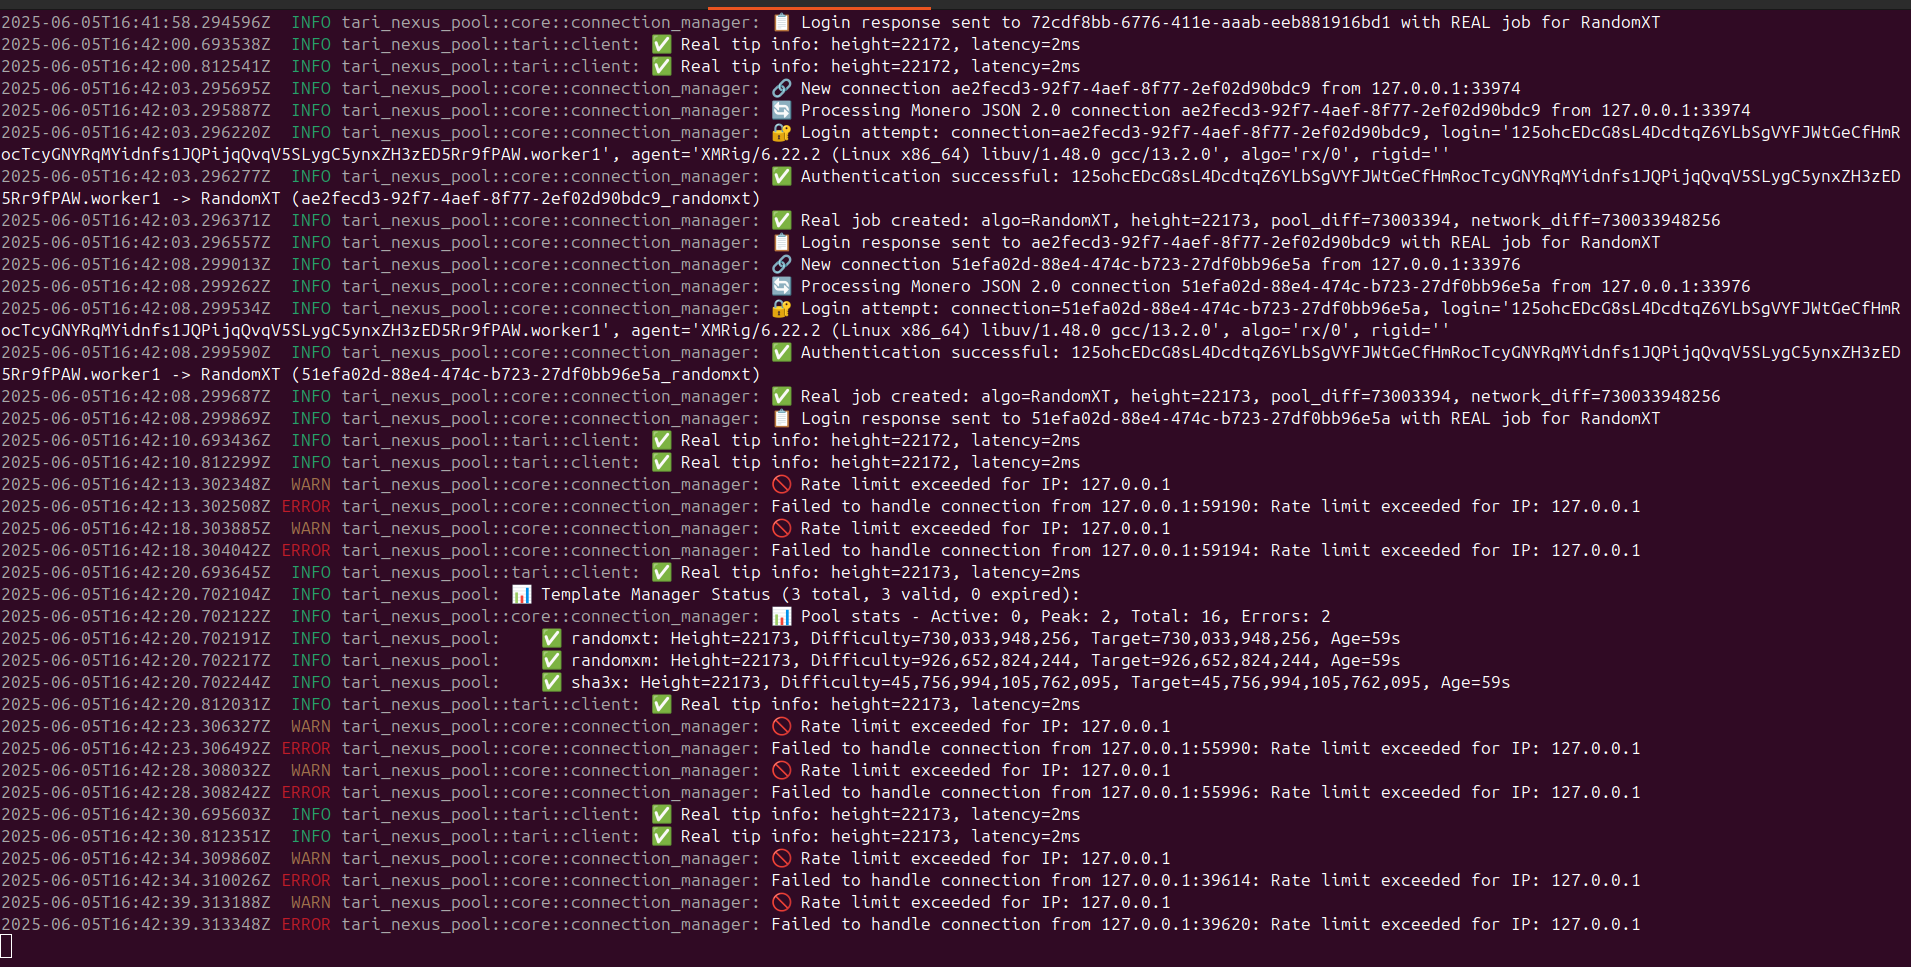 2025-06-05T16:41:58.294596Z  INFO tari_nexus_pool::core::connection_manager: 📋 Login response sent to 72cdf8bb-6776-411e-aaab-eeb881916bd1 with REAL job for RandomXT
2025-06-05T16:42:00.693538Z  INFO tari_nexus_pool::tari::client: ✅ Real tip info: height=22172, latency=2ms
2025-06-05T16:42:00.812541Z  INFO tari_nexus_pool::tari::client: ✅ Real tip info: height=22172, latency=2ms
2025-06-05T16:42:03.295695Z  INFO tari_nexus_pool::core::connection_manager: 🔗 New connection ae2fecd3-92f7-4aef-8f77-2ef02d90bdc9 from 127.0.0.1:33974
2025-06-05T16:42:03.295887Z  INFO tari_nexus_pool::core::connection_manager: 🔄 Processing Monero JSON 2.0 connection ae2fecd3-92f7-4aef-8f77-2ef02d90bdc9 from 127.0.0.1:33974
2025-06-05T16:42:03.296220Z  INFO tari_nexus_pool::core::connection_manager: 🔐 Login attempt: connection=ae2fecd3-92f7-4aef-8f77-2ef02d90bdc9, login='125ohcEDcG8sL4DcdtqZ6YLbSgVYFJWtGeCfHmR
ocTcyGNYRqMYidnfs1JQPijqQvqV5SLygC5ynxZH3zED5Rr9fPAW.worker1', agent='XMRig/6.22.2 (Linux x86_64) libuv/1.48.0 gcc/13.2.0', algo='rx/0', rigid=''
2025-06-05T16:42:03.296277Z  INFO tari_nexus_pool::core::connection_manager: ✅ Authentication successful: 125ohcEDcG8sL4DcdtqZ6YLbSgVYFJWtGeCfHmRocTcyGNYRqMYidnfs1JQPijqQvqV5SLygC5ynxZH3zED
5Rr9fPAW.worker1 -> RandomXT (ae2fecd3-92f7-4aef-8f77-2ef02d90bdc9_randomxt)
2025-06-05T16:42:03.296371Z  INFO tari_nexus_pool::core::connection_manager: ✅ Real job created: algo=RandomXT, height=22173, pool_diff=73003394, network_diff=730033948256
2025-06-05T16:42:03.296557Z  INFO tari_nexus_pool::core::connection_manager: 📋 Login response sent to ae2fecd3-92f7-4aef-8f77-2ef02d90bdc9 with REAL job for RandomXT
2025-06-05T16:42:08.299013Z  INFO tari_nexus_pool::core::connection_manager: 🔗 New connection 51efa02d-88e4-474c-b723-27df0bb96e5a from 127.0.0.1:33976
2025-06-05T16:42:08.299262Z  INFO tari_nexus_pool::core::connection_manager: 🔄 Processing Monero JSON 2.0 connection 51efa02d-88e4-474c-b723-27df0bb96e5a from 127.0.0.1:33976
2025-06-05T16:42:08.299534Z  INFO tari_nexus_pool::core::connection_manager: 🔐 Login attempt: connection=51efa02d-88e4-474c-b723-27df0bb96e5a, login='125ohcEDcG8sL4DcdtqZ6YLbSgVYFJWtGeCfHmR
ocTcyGNYRqMYidnfs1JQPijqQvqV5SLygC5ynxZH3zED5Rr9fPAW.worker1', agent='XMRig/6.22.2 (Linux x86_64) libuv/1.48.0 gcc/13.2.0', algo='rx/0', rigid=''
2025-06-05T16:42:08.299590Z  INFO tari_nexus_pool::core::connection_manager: ✅ Authentication successful: 125ohcEDcG8sL4DcdtqZ6YLbSgVYFJWtGeCfHmRocTcyGNYRqMYidnfs1JQPijqQvqV5SLygC5ynxZH3zED
5Rr9fPAW.worker1 -> RandomXT (51efa02d-88e4-474c-b723-27df0bb96e5a_randomxt)
2025-06-05T16:42:08.299687Z  INFO tari_nexus_pool::core::connection_manager: ✅ Real job created: algo=RandomXT, height=22173, pool_diff=73003394, network_diff=730033948256
2025-06-05T16:42:08.299869Z  INFO tari_nexus_pool::core::connection_manager: 📋 Login response sent to 51efa02d-88e4-474c-b723-27df0bb96e5a with REAL job for RandomXT
2025-06-05T16:42:10.693436Z  INFO tari_nexus_pool::tari::client: ✅ Real tip info: height=22172, latency=2ms
2025-06-05T16:42:10.812299Z  INFO tari_nexus_pool::tari::client: ✅ Real tip info: height=22172, latency=2ms
2025-06-05T16:42:13.302348Z  WARN tari_nexus_pool::core::connection_manager: 🚫 Rate limit exceeded for IP: 127.0.0.1
2025-06-05T16:42:13.302508Z ERROR tari_nexus_pool::core::connection_manager: Failed to handle connection from 127.0.0.1:59190: Rate limit exceeded for IP: 127.0.0.1
2025-06-05T16:42:18.303885Z  WARN tari_nexus_pool::core::connection_manager: 🚫 Rate limit exceeded for IP: 127.0.0.1
2025-06-05T16:42:18.304042Z ERROR tari_nexus_pool::core::connection_manager: Failed to handle connection from 127.0.0.1:59194: Rate limit exceeded for IP: 127.0.0.1
2025-06-05T16:42:20.693645Z  INFO tari_nexus_pool::tari::client: ✅ Real tip info: height=22173, latency=2ms
2025-06-05T16:42:20.702104Z  INFO tari_nexus_pool: 📊 Template Manager Status (3 total, 3 valid, 0 expired):
2025-06-05T16:42:20.702122Z  INFO tari_nexus_pool::core::connection_manager: 📊 Pool stats - Active: 0, Peak: 2, Total: 16, Errors: 2
2025-06-05T16:42:20.702191Z  INFO tari_nexus_pool:    ✅ randomxt: Height=22173, Difficulty=730,033,948,256, Target=730,033,948,256, Age=59s
2025-06-05T16:42:20.702217Z  INFO tari_nexus_pool:    ✅ randomxm: Height=22173, Difficulty=926,652,824,244, Target=926,652,824,244, Age=59s
2025-06-05T16:42:20.702244Z  INFO tari_nexus_pool:    ✅ sha3x: Height=22173, Difficulty=45,756,994,105,762,095, Target=45,756,994,105,762,095, Age=59s
2025-06-05T16:42:20.812031Z  INFO tari_nexus_pool::tari::client: ✅ Real tip info: height=22173, latency=2ms
2025-06-05T16:42:23.306327Z  WARN tari_nexus_pool::core::connection_manager: 🚫 Rate limit exceeded for IP: 127.0.0.1
2025-06-05T16:42:23.306492Z ERROR tari_nexus_pool::core::connection_manager: Failed to handle connection from 127.0.0.1:55990: Rate limit exceeded for IP: 127.0.0.1
2025-06-05T16:42:28.308032Z  WARN tari_nexus_pool::core::connection_manager: 🚫 Rate limit exceeded for IP: 127.0.0.1
2025-06-05T16:42:28.308242Z ERROR tari_nexus_pool::core::connection_manager: Failed to handle connection from 127.0.0.1:55996: Rate limit exceeded for IP: 127.0.0.1
2025-06-05T16:42:30.695603Z  INFO tari_nexus_pool::tari::client: ✅ Real tip info: height=22173, latency=2ms
2025-06-05T16:42:30.812351Z  INFO tari_nexus_pool::tari::client: ✅ Real tip info: height=22173, latency=2ms
2025-06-05T16:42:34.309860Z  WARN tari_nexus_pool::core::connection_manager: 🚫 Rate limit exceeded for IP: 127.0.0.1
2025-06-05T16:42:34.310026Z ERROR tari_nexus_pool::core::connection_manager: Failed to handle connection from 127.0.0.1:39614: Rate limit exceeded for IP: 127.0.0.1
2025-06-05T16:42:39.313188Z  WARN tari_nexus_pool::core::connection_manager: 🚫 Rate limit exceeded for IP: 127.0.0.1
2025-06-05T16:42:39.313348Z ERROR tari_nexus_pool::core::connection_manager: Failed to handle connection from 127.0.0.1:39620: Rate limit exceeded for IP: 127.0.0.1